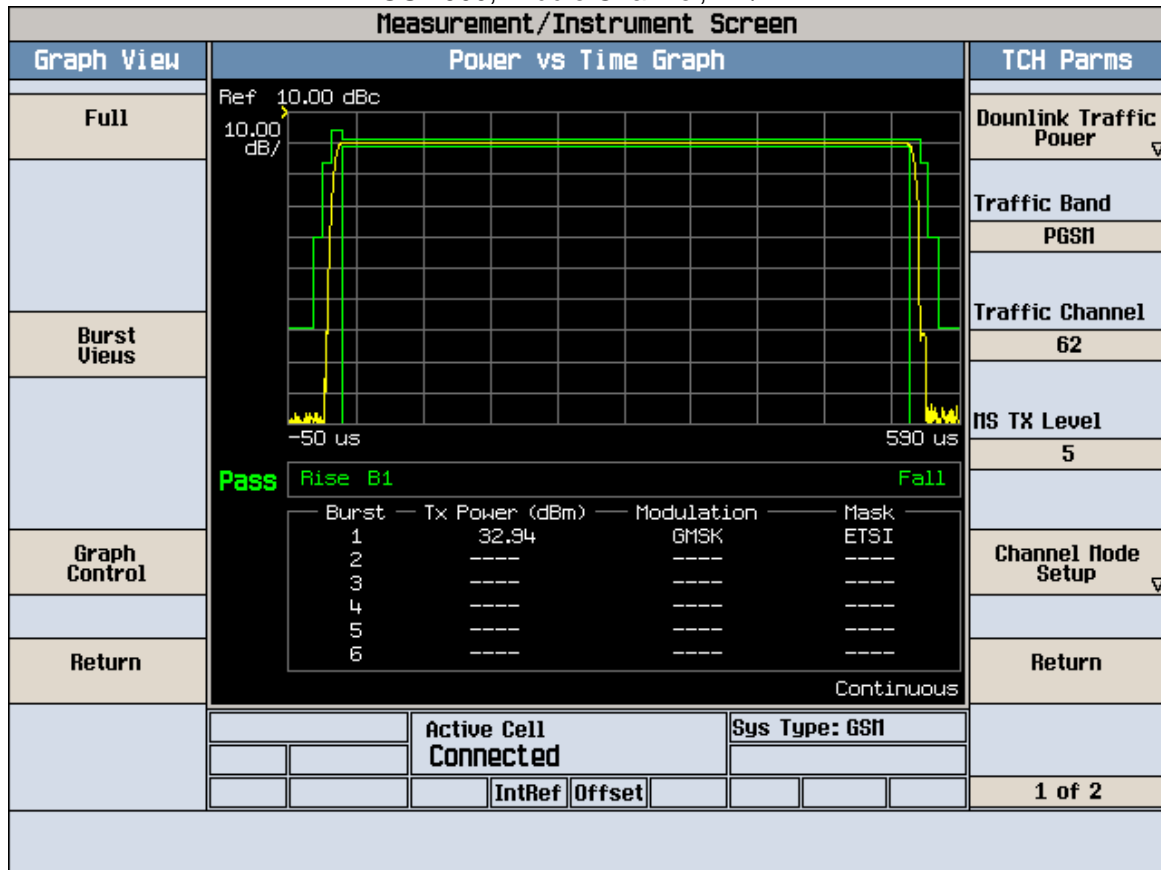 Measurement/Instrument Screen
Graph View
Power vs Time Graph
TCH Parms
Full
Burst
Views
Graph
Control
Return
Ref 10.00 dBc
10.00
dB/
-50 us
590 us
Pass
Rise B1
Fall
Burst Tx Power (dBm) Modulation Mask
1 32.94 GMSK ETSI
2 ---- ---- ----
3 ---- ---- ----
4 ---- ---- ----
5 ---- ---- ----
6 ---- ---- ----
Continuous
Active Cell
Connected
Sys Type: GSM
IntRef
Offset
Downlink Traffic
Power
Traffic Band
PGSM
Traffic Channel
62
MS TX Level
5
Channel Mode
Setup
Return
1 of 2